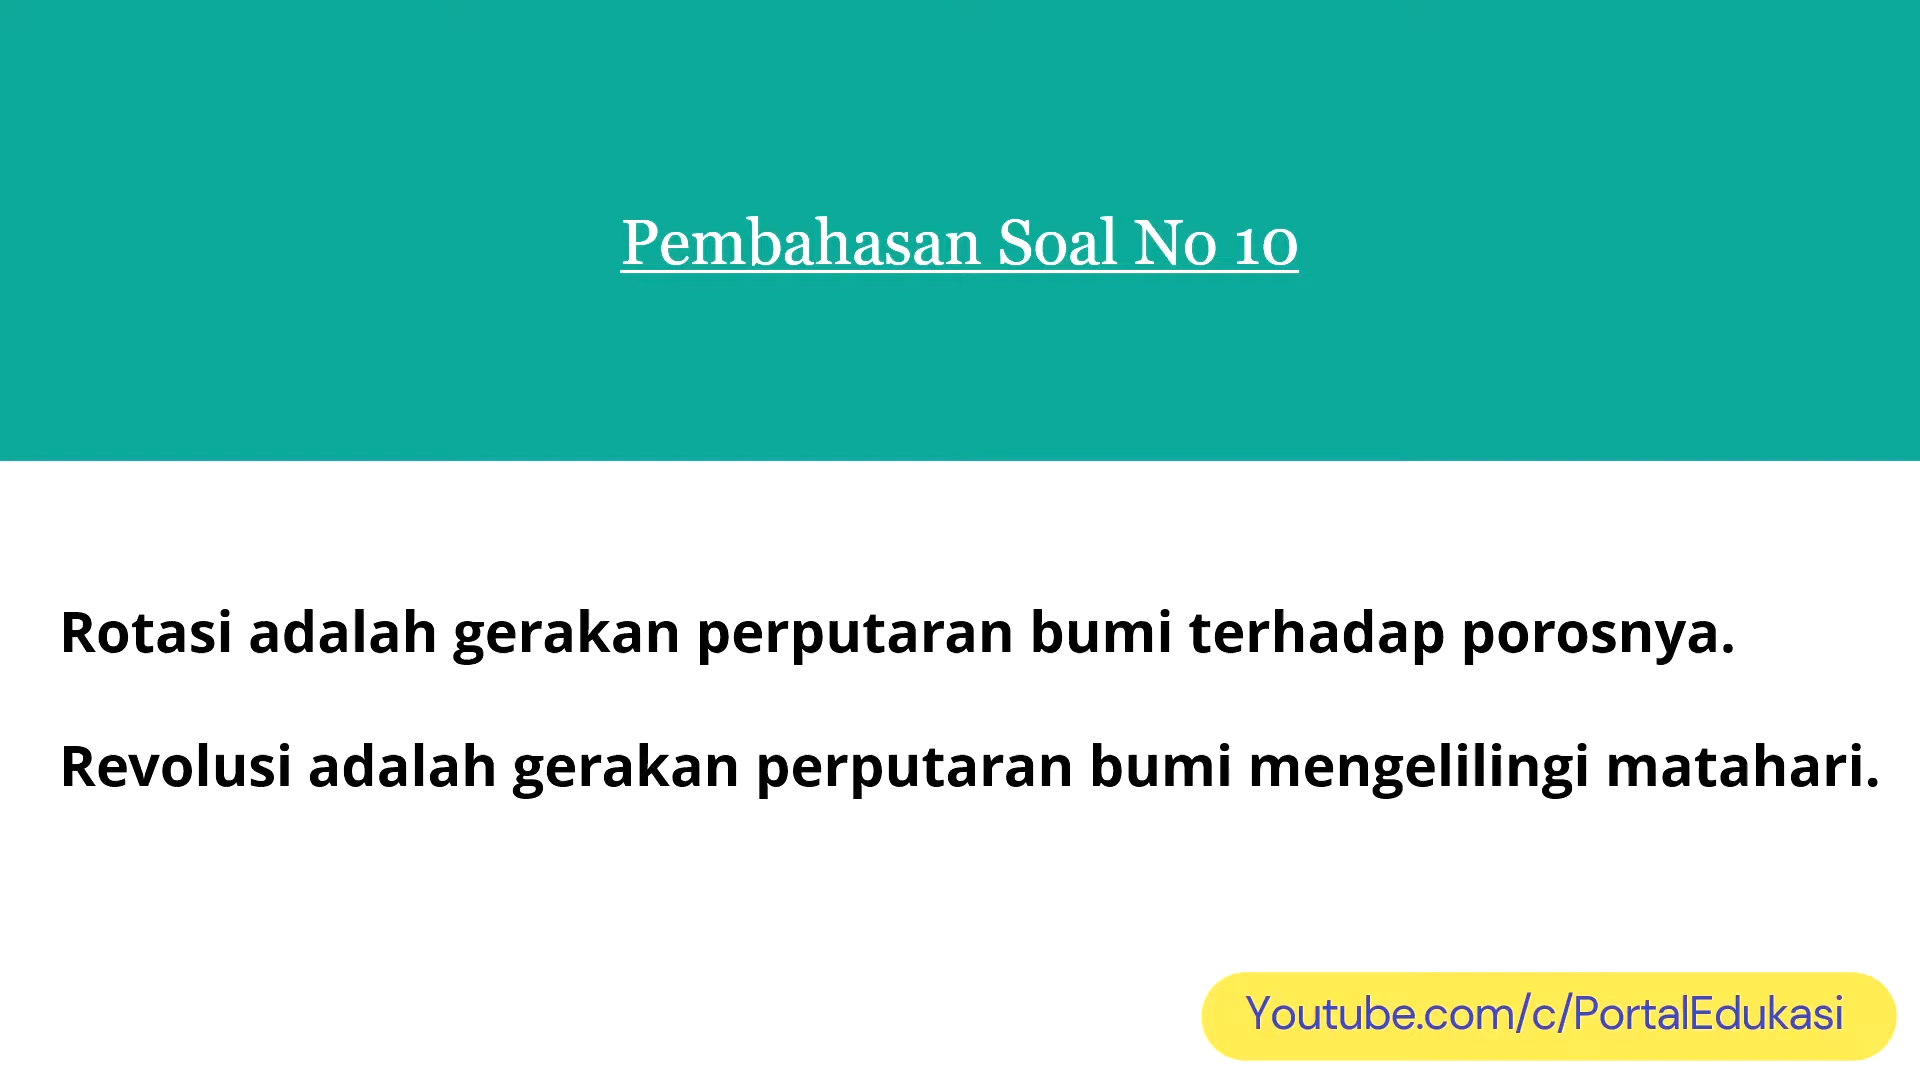 Pembahasan Soal No 10
Rotasi adalah gerakan perputaran bumi terhadap porosnya.
Revolusi adalah gerakan perputaran bumi mengelilingi matahari.
Youtube.com/c/PortalEdukasi